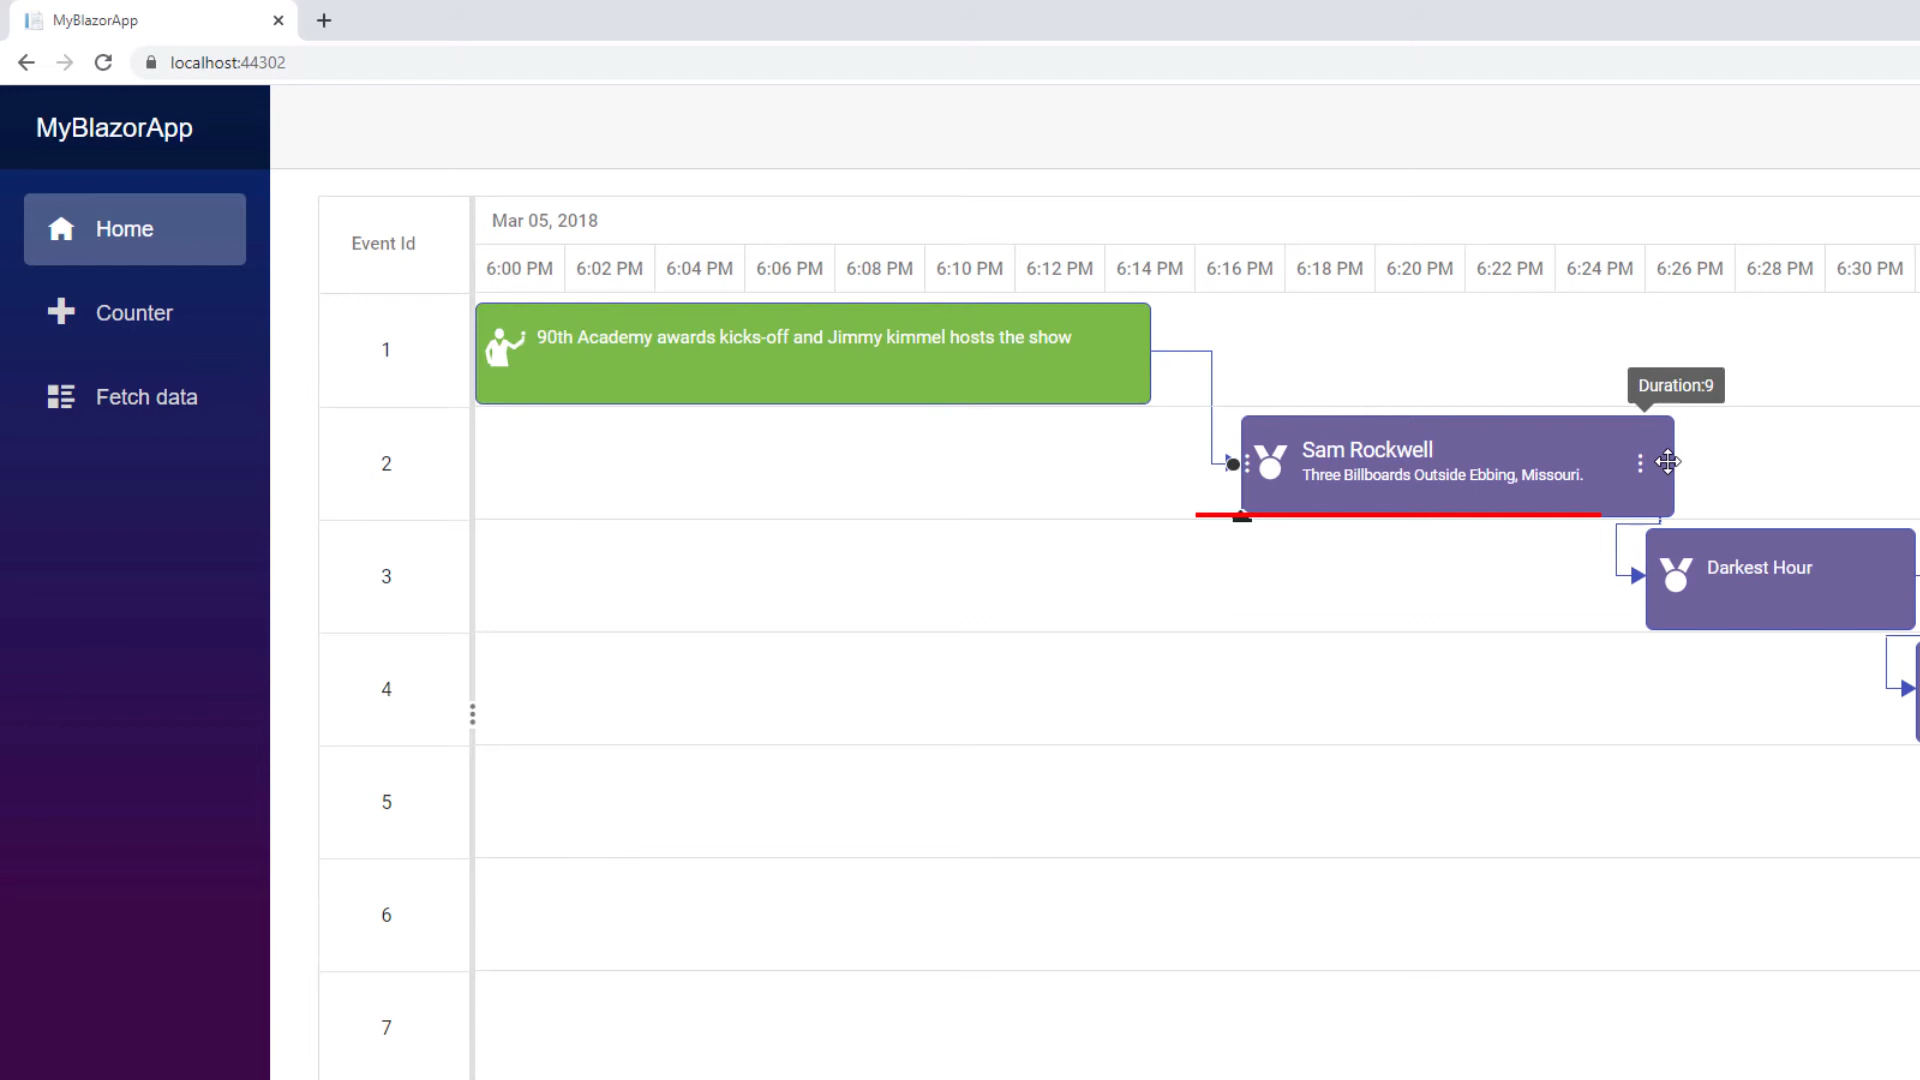 MyBlazorApp
localhost:44302
MyBlazorApp
Home
Counter
Fetch data
Event Id
Mar 05, 2018
6:00 PM 6:02 PM 6:04 PM 6:06 PM 6:08 PM 6:10 PM 6:12 PM 6:14 PM 6:16 PM 6:18 PM 6:20 PM 6:22 PM 6:24 PM 6:26 PM 6:28 PM 6:30 PM
1
90th Academy awards kicks-off and Jimmy kimmel hosts the show
Duration:9
2
Sam Rockwell
Three Billboards Outside Ebbing, Missouri.
3
Darkest Hour
4
5
6
7